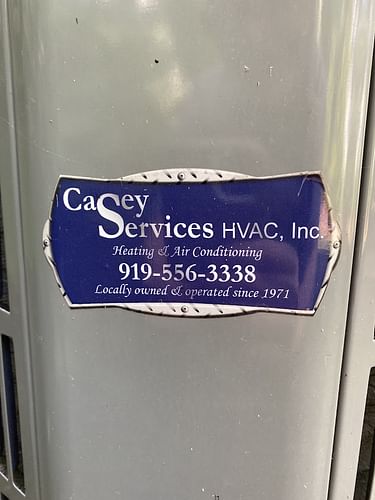 Casey
Services HVAC, Inc.
Heating & Air Conditioning
919-556-3338
Locally owned & operated since 1971